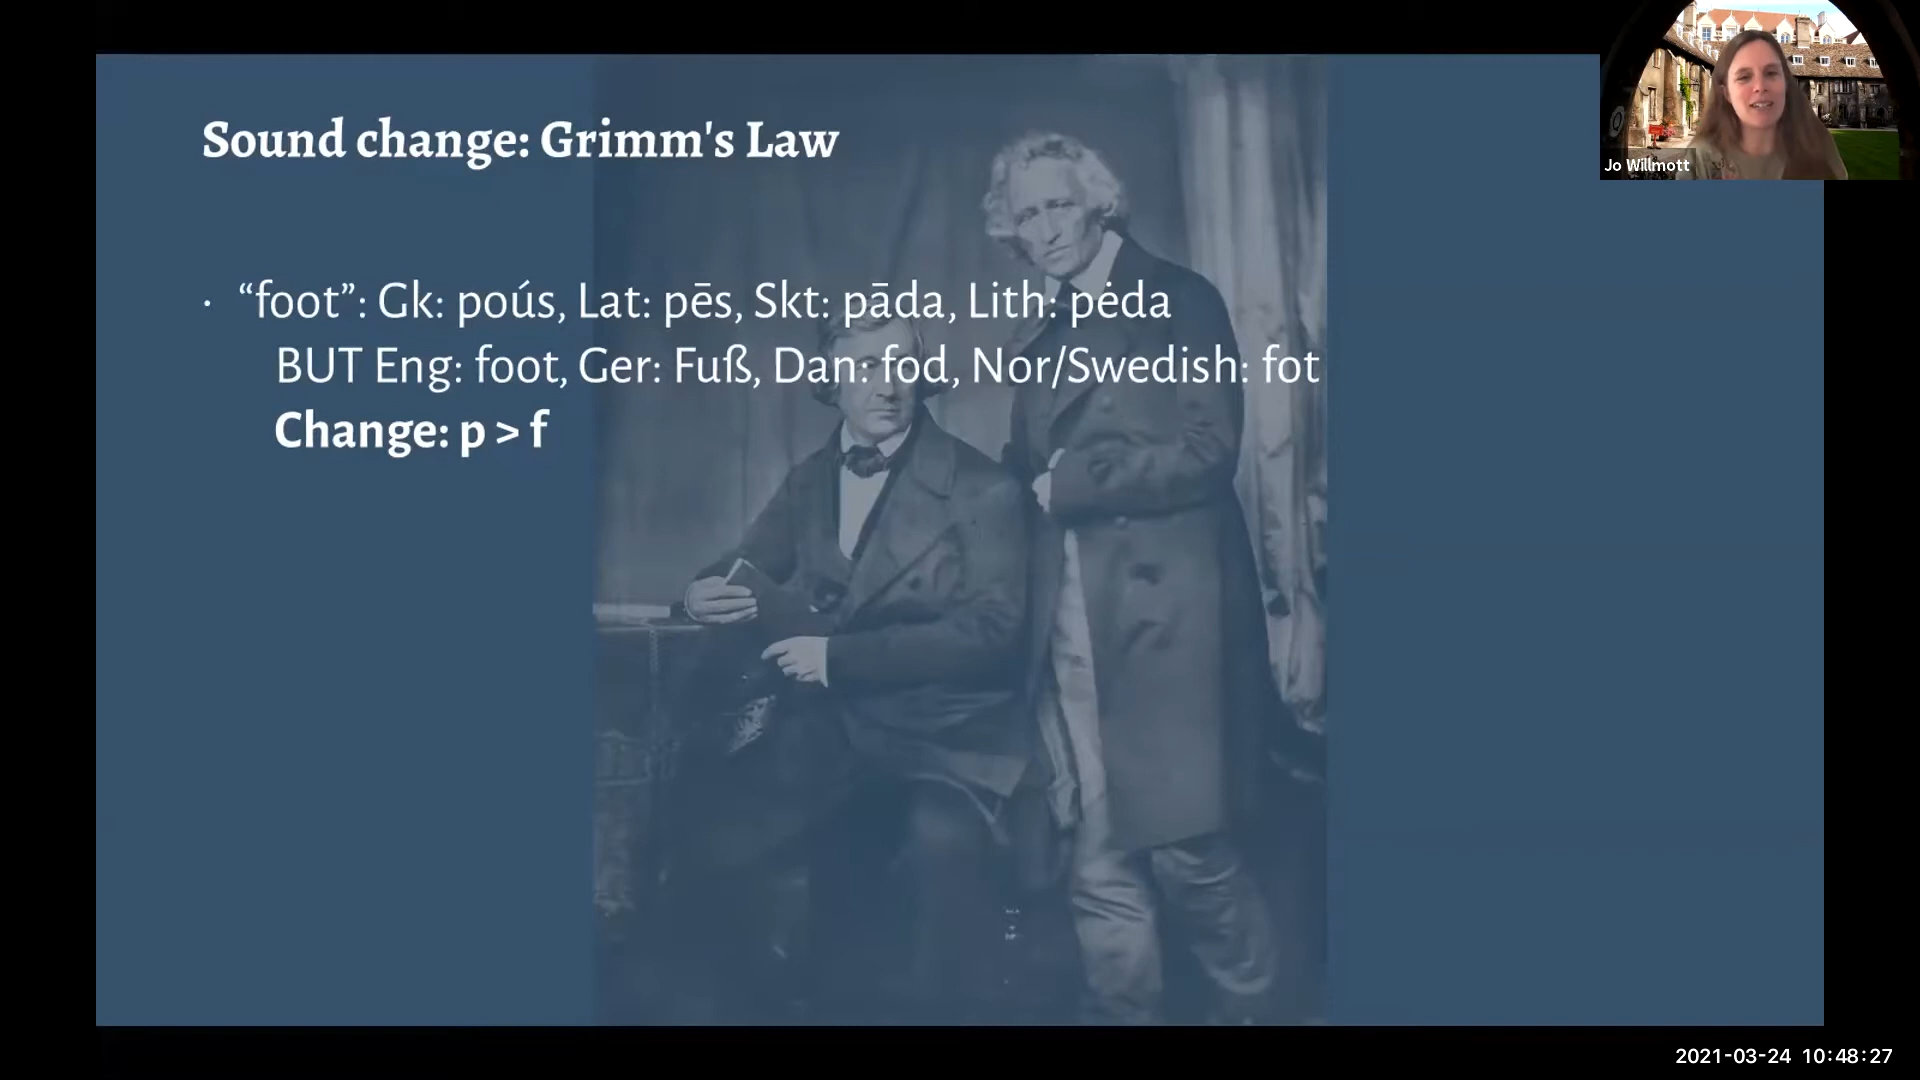 Sound change: Grimm's Law
· “foot”: Gk: poús, Lat: pēs, Skt: pāda, Lith: pėda
BUT Eng: foot, Ger: Fuß, Dan: fod, Nor/Swedish: fot
Change: p > f
Jo Willmott
2021-03-24 10:48:27